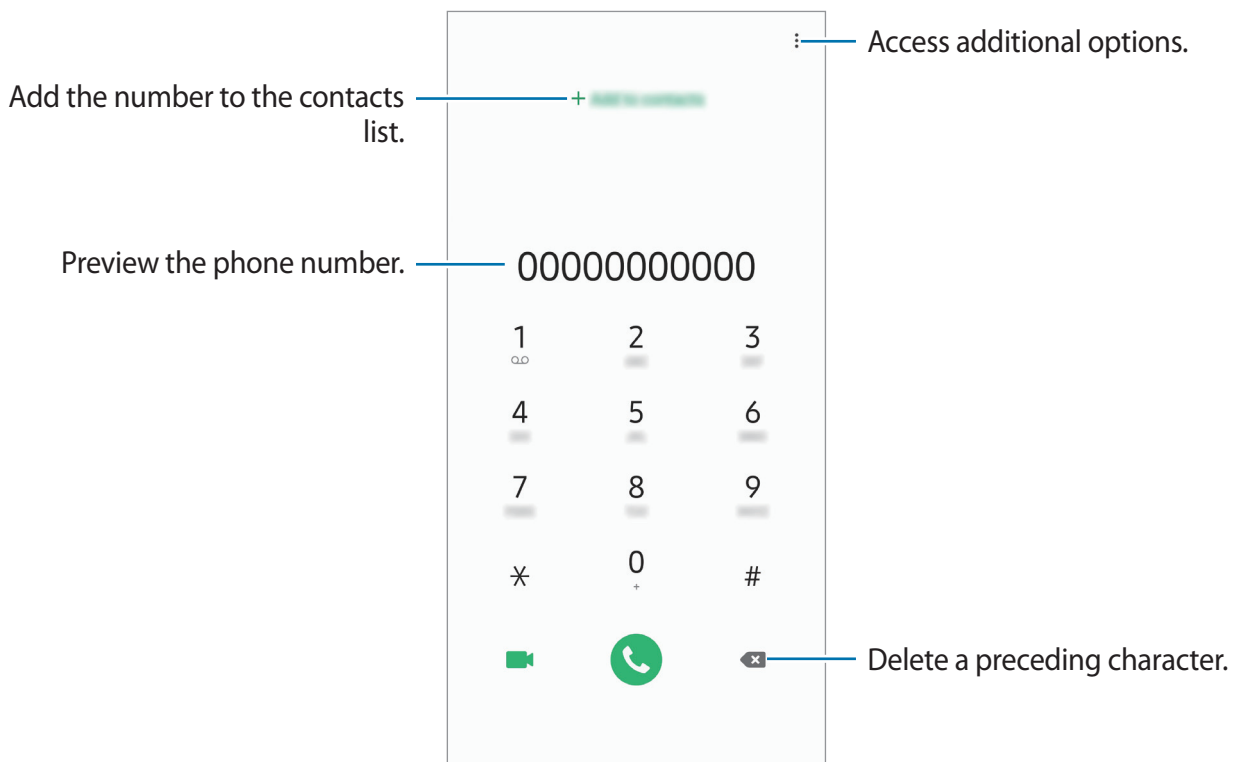 Access additional options.
Add the number to the contacts
list.
+
Preview the phone number.
00000000000
1 2 3
4 5 6
7 8 9
* 0 #
+
Delete a preceding character.